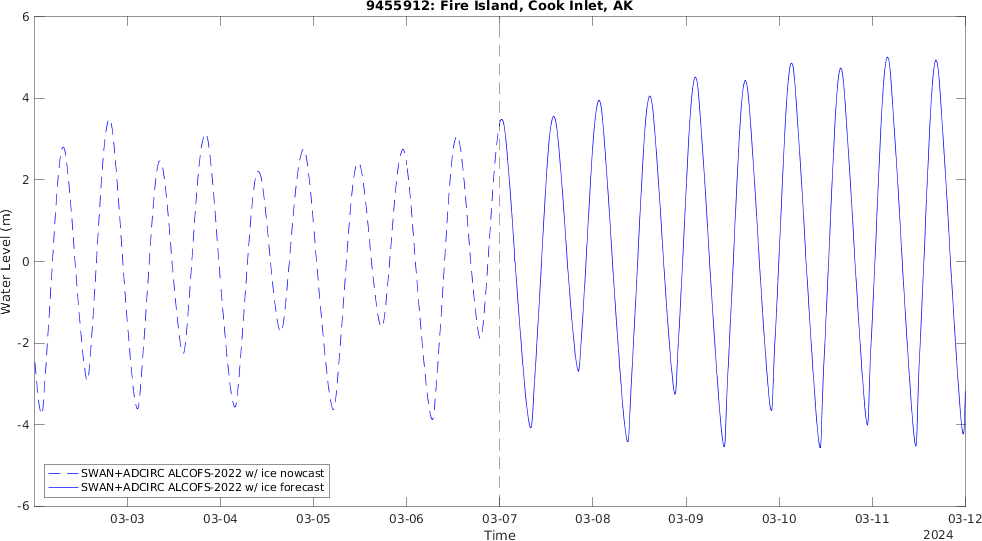 9455912: Fire Island, Cook Inlet, AK
6
4
2
0
-2
-4
-6
Water Level (m)
SWAN+ADCIRC ALCOFS-2022 w/ ice nowcast
SWAN+ADCIRC ALCOFS-2022 w/ ice forecast
03-03 03-04 03-05 03-06 03-07 03-08 03-09 03-10 03-11 03-12
Time
2024